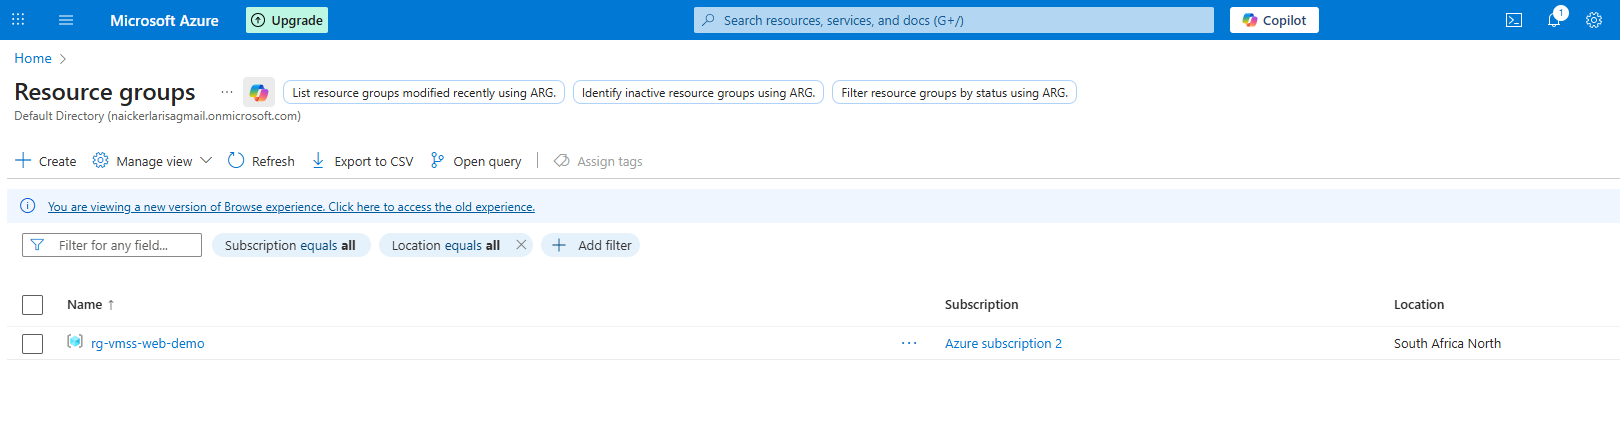 Microsoft Azure Upgrade Search resources, services, and docs (G+/) Copilot 1
Home
Resource groups ... List resource groups modified recently using ARG. Identify inactive resource groups using ARG. Filter resource groups by status using ARG.
Default Directory (naickerlarisagmail.onmicrosoft.com)
Create Manage view Refresh Export to CSV Open query Assign tags
You are viewing a new version of Browse experience. Click here to access the old experience.
Filter for any field... Subscription equals all Location equals all Add filter
Name ↑ Subscription Location
rg-vmss-web-demo ... Azure subscription 2 South Africa North